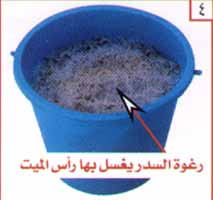 ٤
رغوة السدر يغسل بها رأس الميت